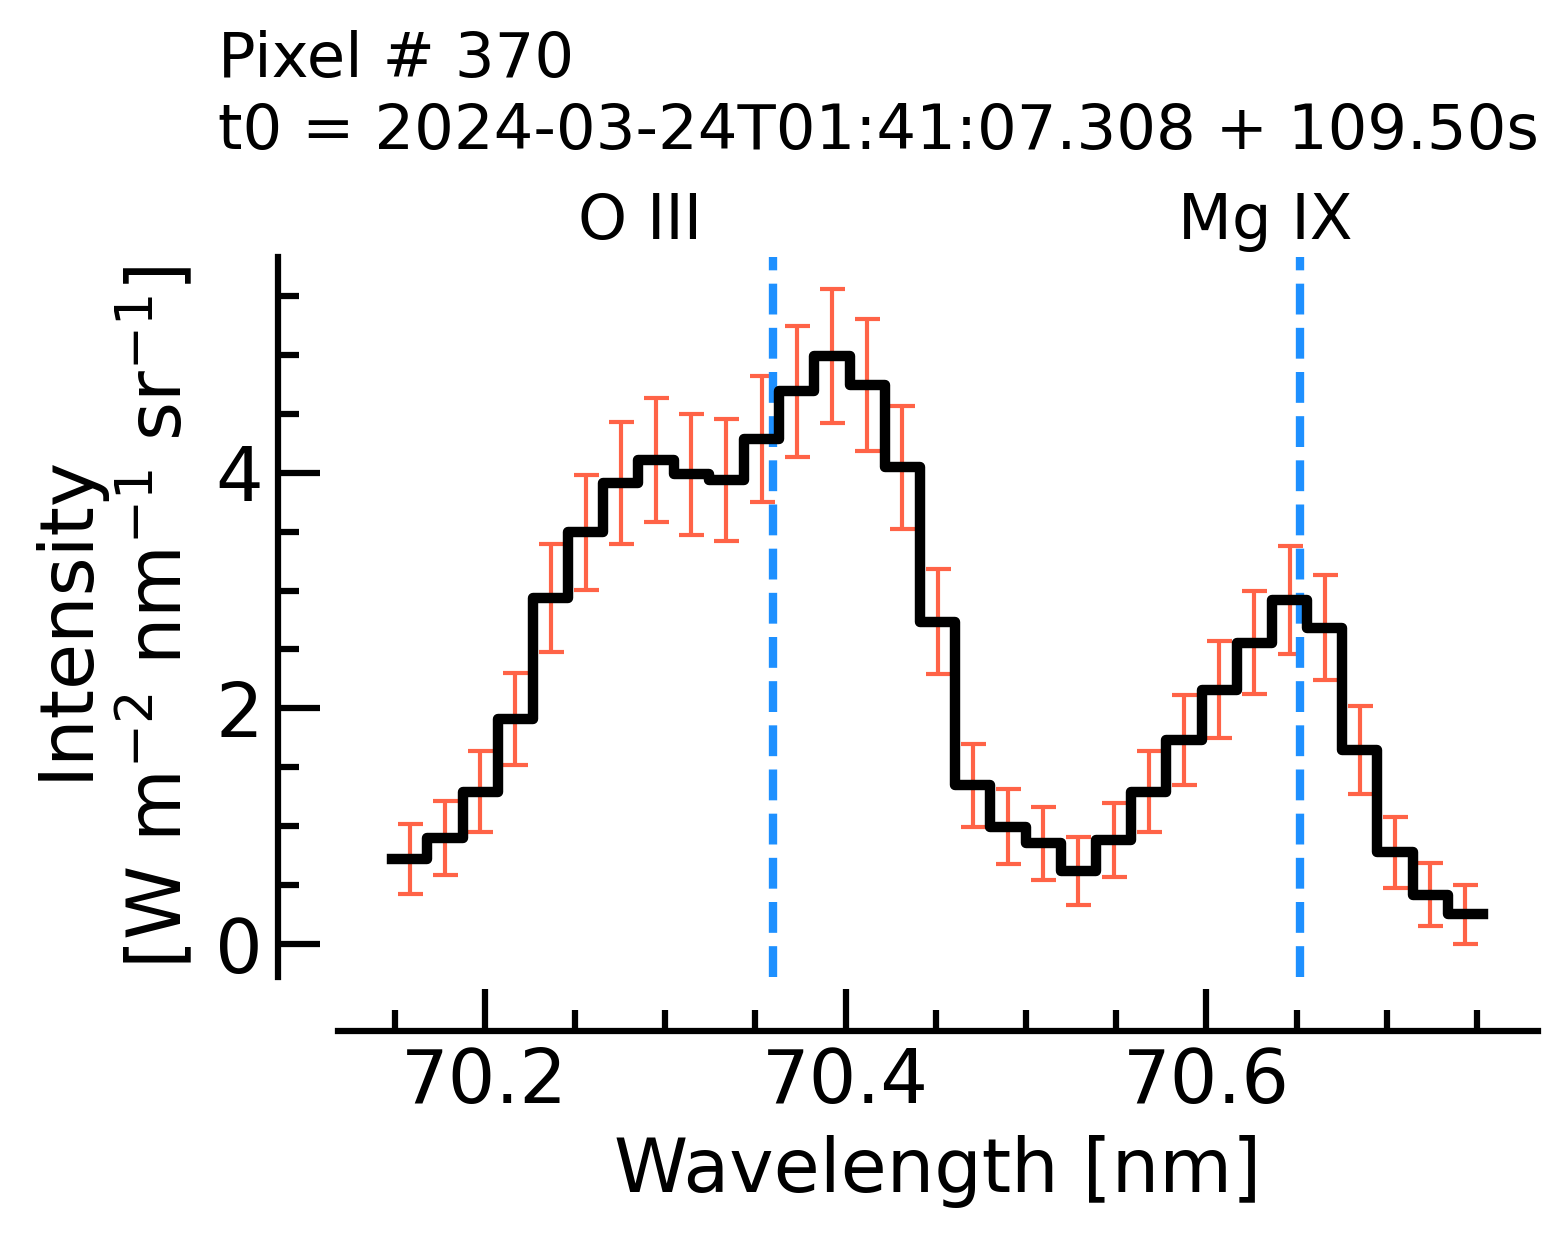 Pixel # 370
t0 = 2024-03-24T01:41:07.308 + 109.50s
O III Mg IX
Intensity
[W m⁻² nm⁻¹ sr⁻¹]
4
2
0
70.2 70.4 70.6
Wavelength [nm]